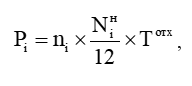 Pᵢ = nᵢ × Nᵢᴴ / 12 × Tᵒᵗˣ ,